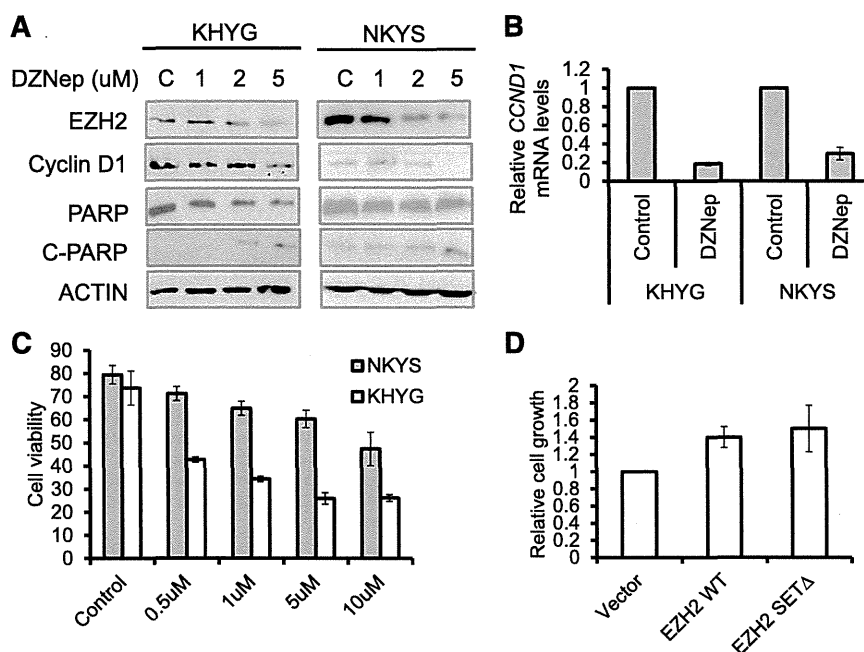 A
KHYG NKYS
DZNep (uM) C 1 2 5 C 1 2 5
EZH2
Cyclin D1
PARP
C-PARP
ACTIN
B
Relative CCND1
mRNA levels
1.2
1
0.8
0.6
0.4
0.2
0
Control DZNep Control DZNep
KHYG NKYS
C
Cell viability
90
80
70
60
50
40
30
20
10
0
NKYS
KHYG
Control 0.5uM 1uM 5uM 10uM
D
Relative cell growth
2
1.8
1.6
1.4
1.2
1
0.8
0.6
0.4
0.2
0
Vector EZH2 WT EZH2 SETΔ